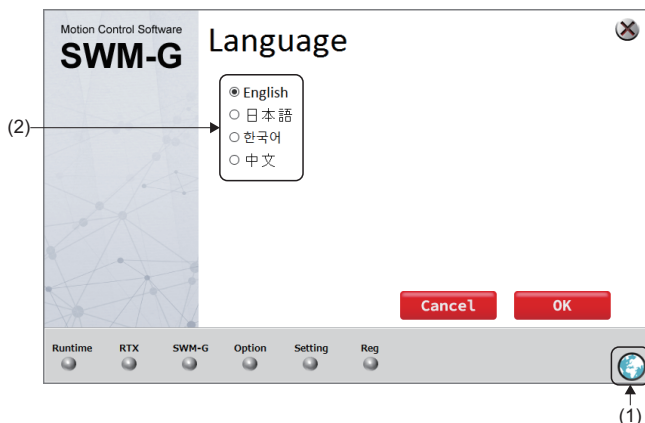 Motion Control Software
SWM-G
Language
English
日本語
한국어
中文
(2)
Cancel
OK
Runtime
RTX
SWM-G
Option
Setting
Reg
(1)